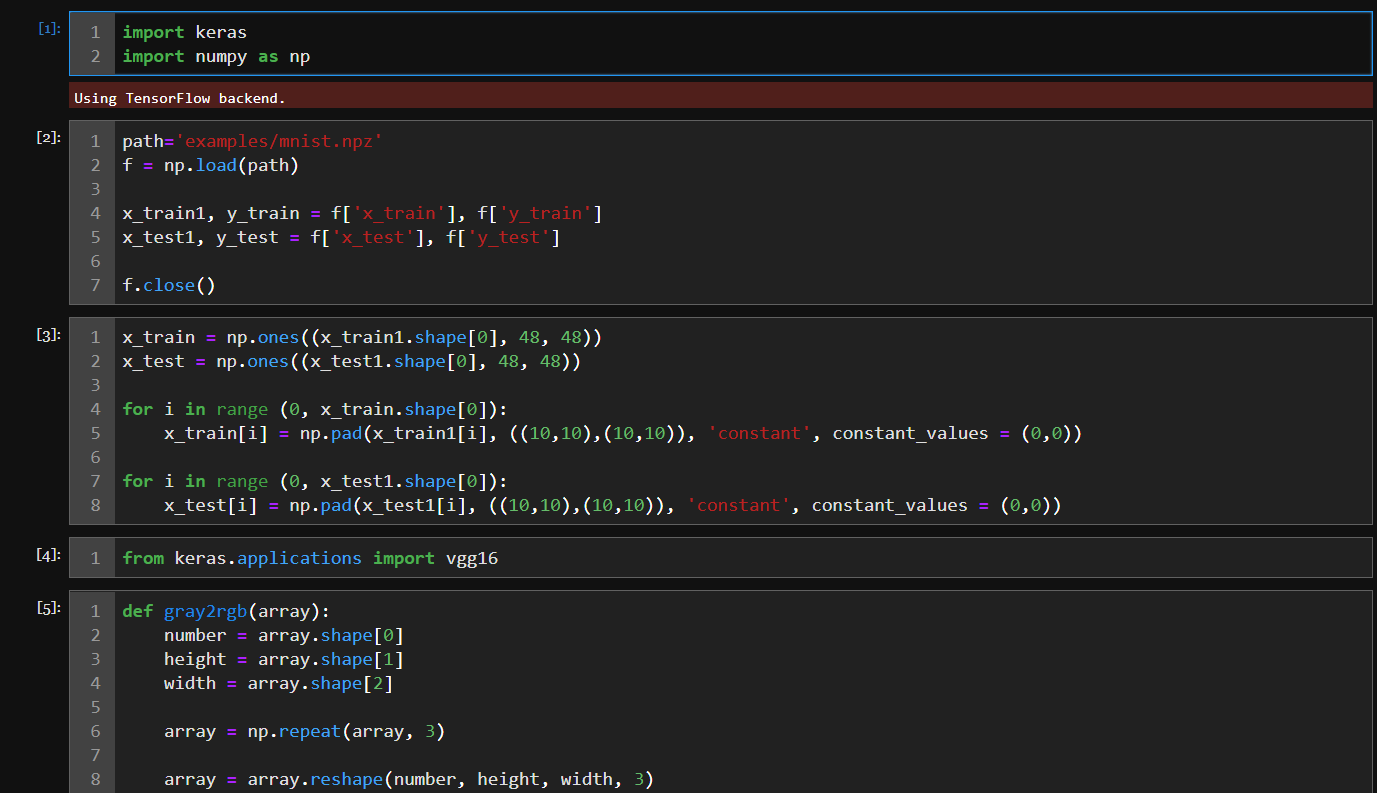 [1]:
1 import keras
2 import numpy as np
Using TensorFlow backend.
[2]:
1 path='examples/mnist.npz'
2 f = np.load(path)
3
4 x_train1, y_train = f['x_train'], f['y_train']
5 x_test1, y_test = f['x_test'], f['y_test']
6
7 f.close()
[3]:
1 x_train = np.ones((x_train1.shape[0], 48, 48))
2 x_test = np.ones((x_test1.shape[0], 48, 48))
3
4 for i in range (0, x_train.shape[0]):
5     x_train[i] = np.pad(x_train1[i], ((10,10),(10,10)), 'constant', constant_values = (0,0))
6
7 for i in range (0, x_test1.shape[0]):
8     x_test[i] = np.pad(x_test1[i], ((10,10),(10,10)), 'constant', constant_values = (0,0))
[4]:
1 from keras.applications import vgg16
[5]:
1 def gray2rgb(array):
2     number = array.shape[0]
3     height = array.shape[1]
4     width = array.shape[2]
5
6     array = np.repeat(array, 3)
7
8     array = array.reshape(number, height, width, 3)